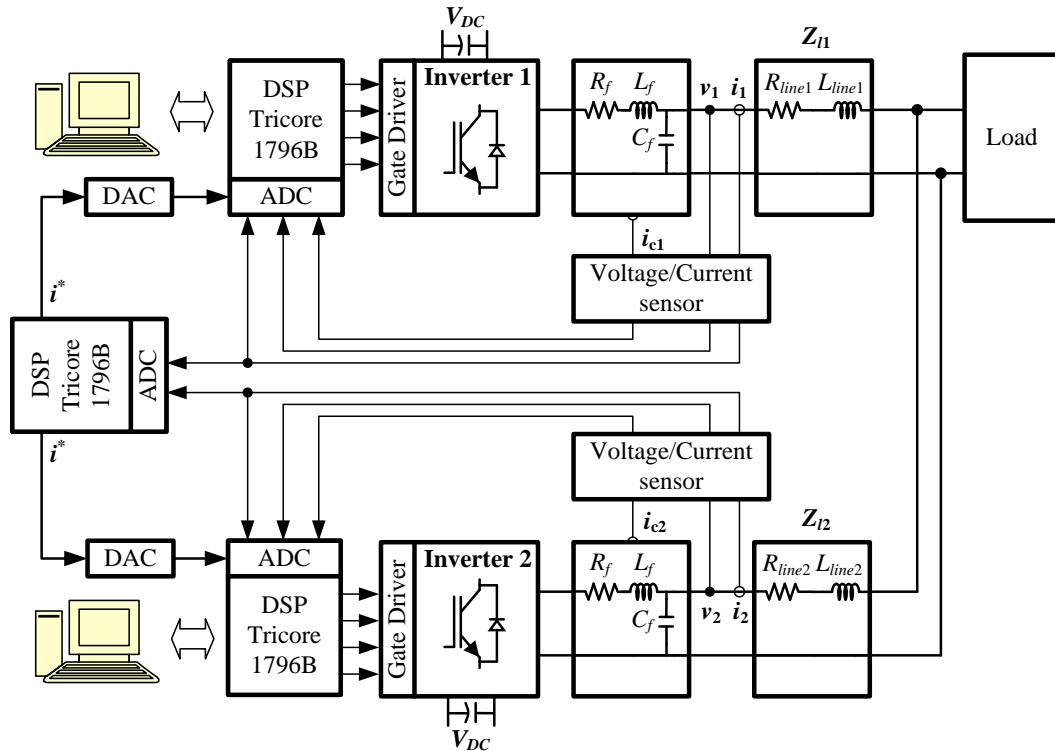 V_DC
Z_l1
DSP
Tricore
1796B
ADC
Gate Driver
Inverter 1
R_f L_f
C_f
v_1 i_1
R_line1 L_line1
Load
DAC
i_c1
Voltage/Current
sensor
i*
DSP
Tricore
1796B
ADC
i*
Voltage/Current
sensor
i_c2
Z_l2
DAC
ADC
DSP
Tricore
1796B
Gate Driver
Inverter 2
R_f L_f
C_f
v_2 i_2
R_line2 L_line2
V_DC